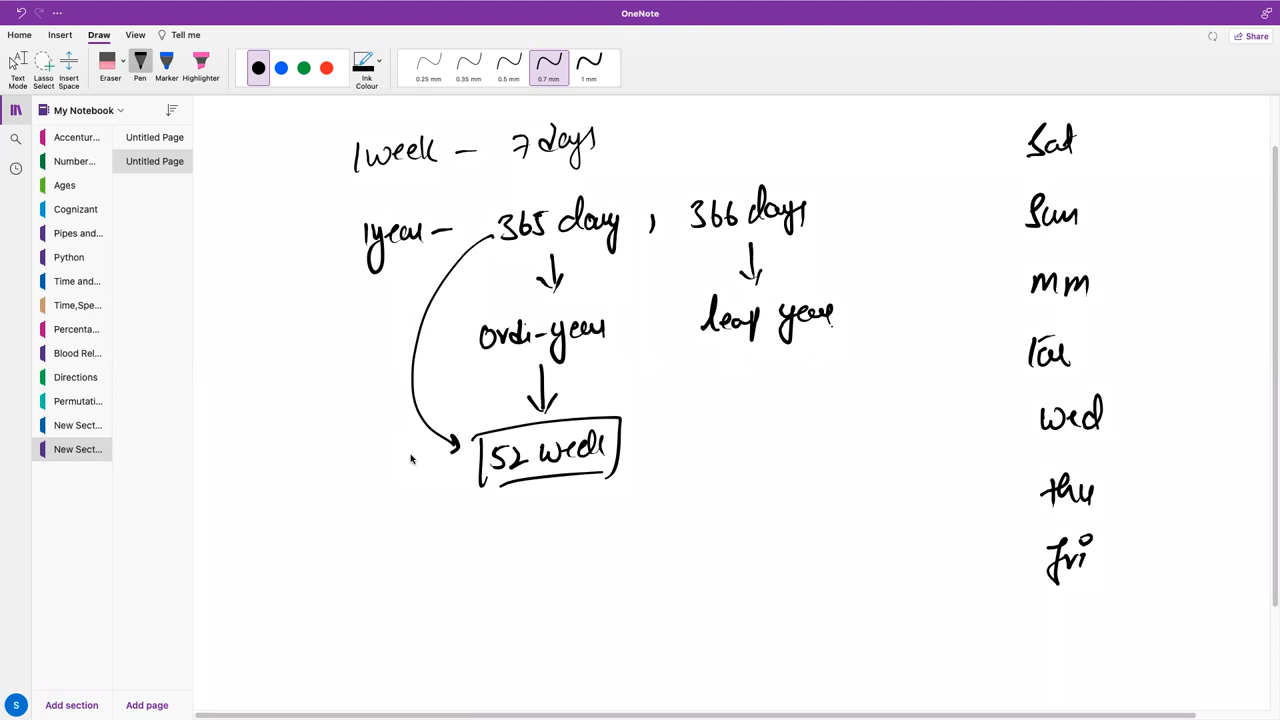 OneNote
Home Insert Draw View Tell me
Share
Text Mode
Lasso Select
Insert Space
Eraser
Pen
Marker
Highlighter
Ink Colour
0.25 mm
0.35 mm
0.5 mm
0.7 mm
1 mm
My Notebook
Accentur...
Number...
Ages
Cognizant
Pipes and...
Python
Time and...
Time,Spe...
Percenta...
Blood Rel...
Directions
Permutati...
New Sect...
New Sect...
Untitled Page
Untitled Page
1 week – 7 days
1 year – 365 day , 366 days
ordi-year
leap year
52 week
Sat
Sun
mon
Tue
wed
thu
fri
S
Add section
Add page